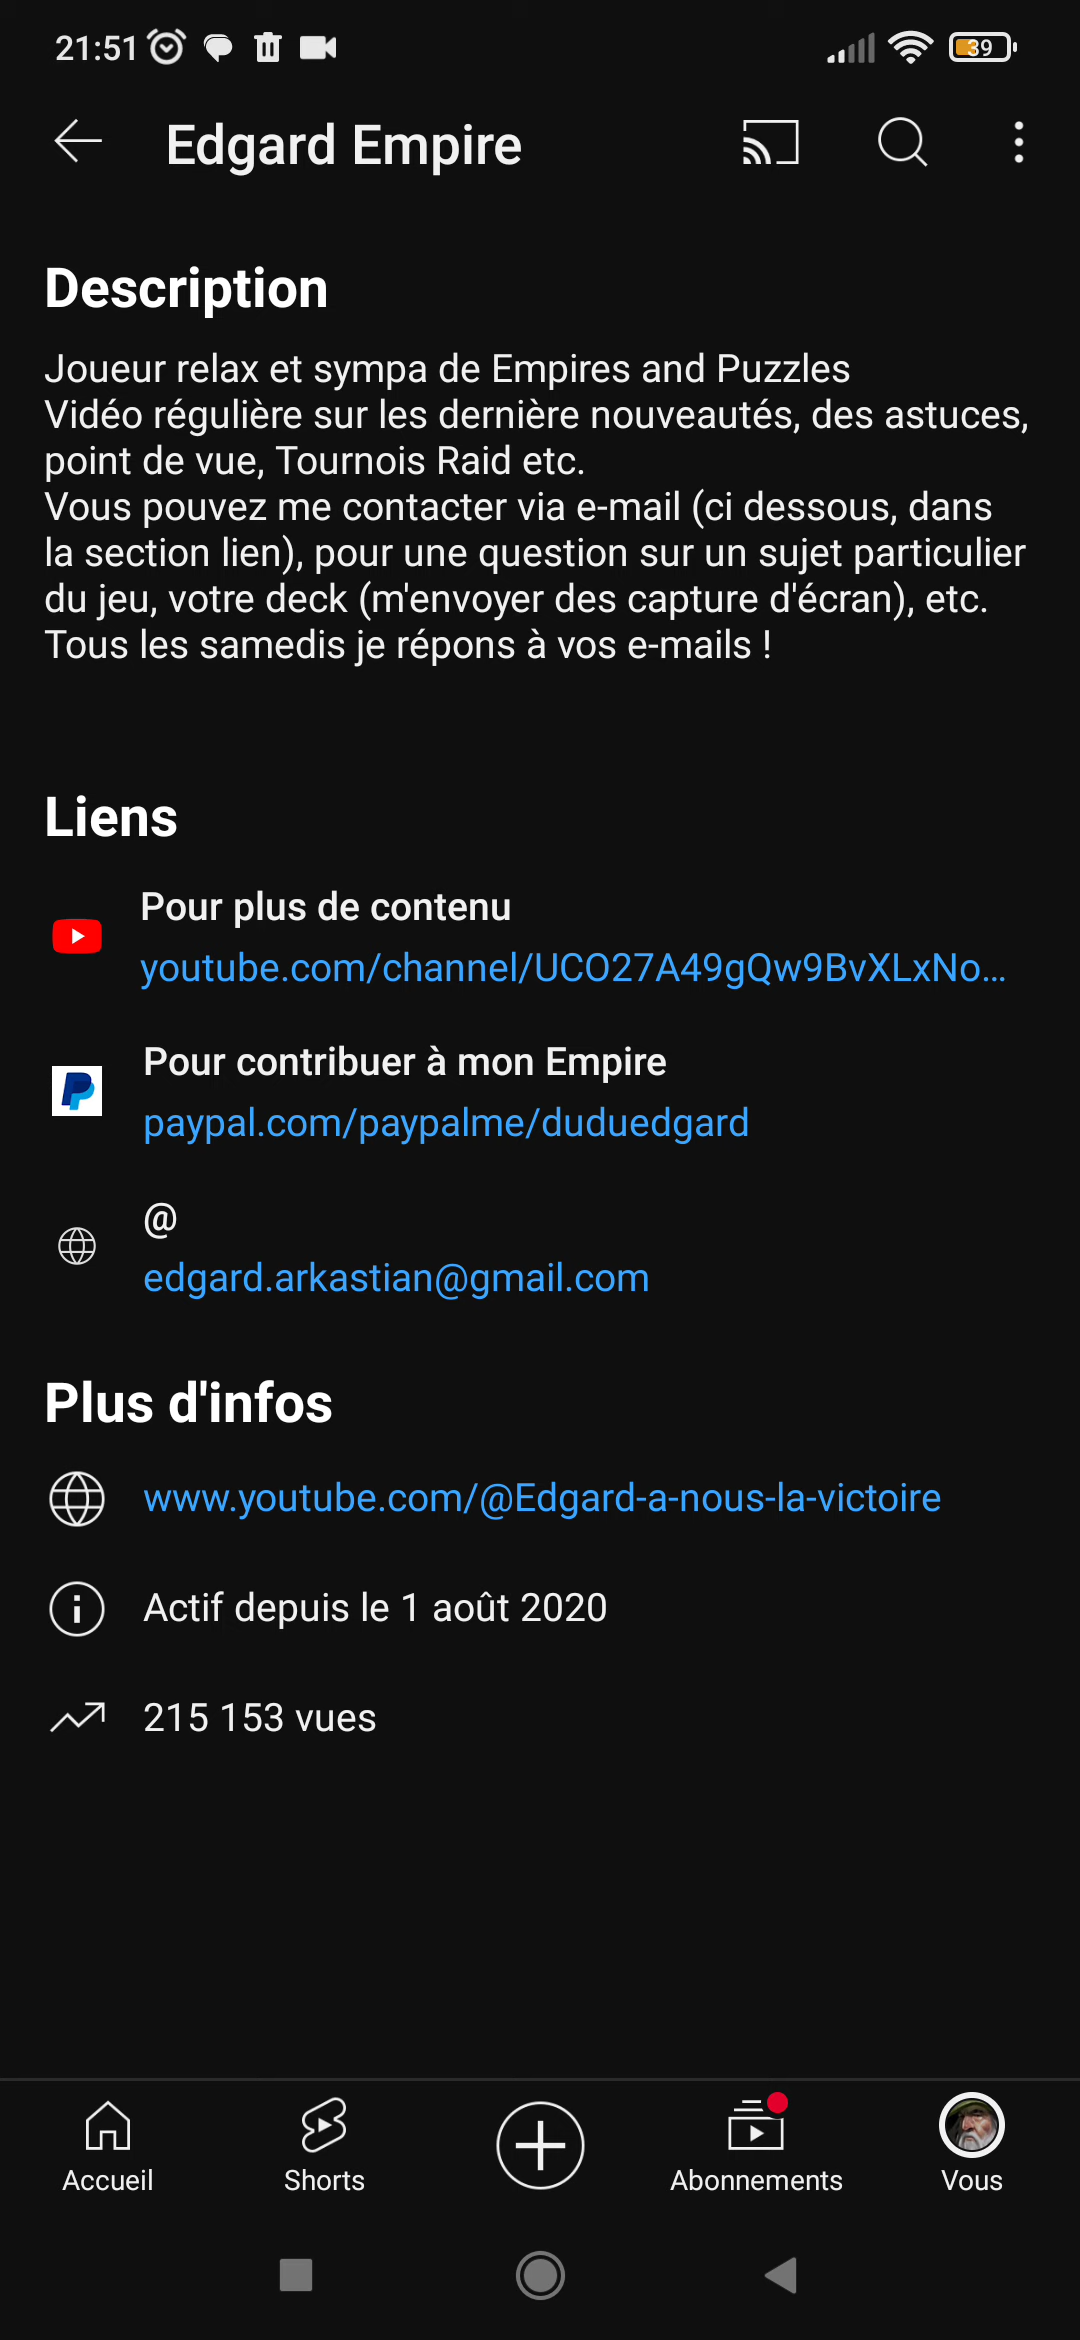 21:51
39
Edgard Empire
Description
Joueur relax et sympa de Empires and Puzzles
Vidéo régulière sur les dernière nouveautés, des astuces,
point de vue, Tournois Raid etc.
Vous pouvez me contacter via e-mail (ci dessous, dans
la section lien), pour une question sur un sujet particulier
du jeu, votre deck (m'envoyer des capture d'écran), etc.
Tous les samedis je répons à vos e-mails !
Liens
Pour plus de contenu
youtube.com/channel/UCO27A49gQw9BvXLxNo...
Pour contribuer à mon Empire
paypal.com/paypalme/duduedgard
@
edgard.arkastian@gmail.com
Plus d'infos
www.youtube.com/@Edgard-a-nous-la-victoire
Actif depuis le 1 août 2020
215 153 vues
Accueil
Shorts
Abonnements
Vous